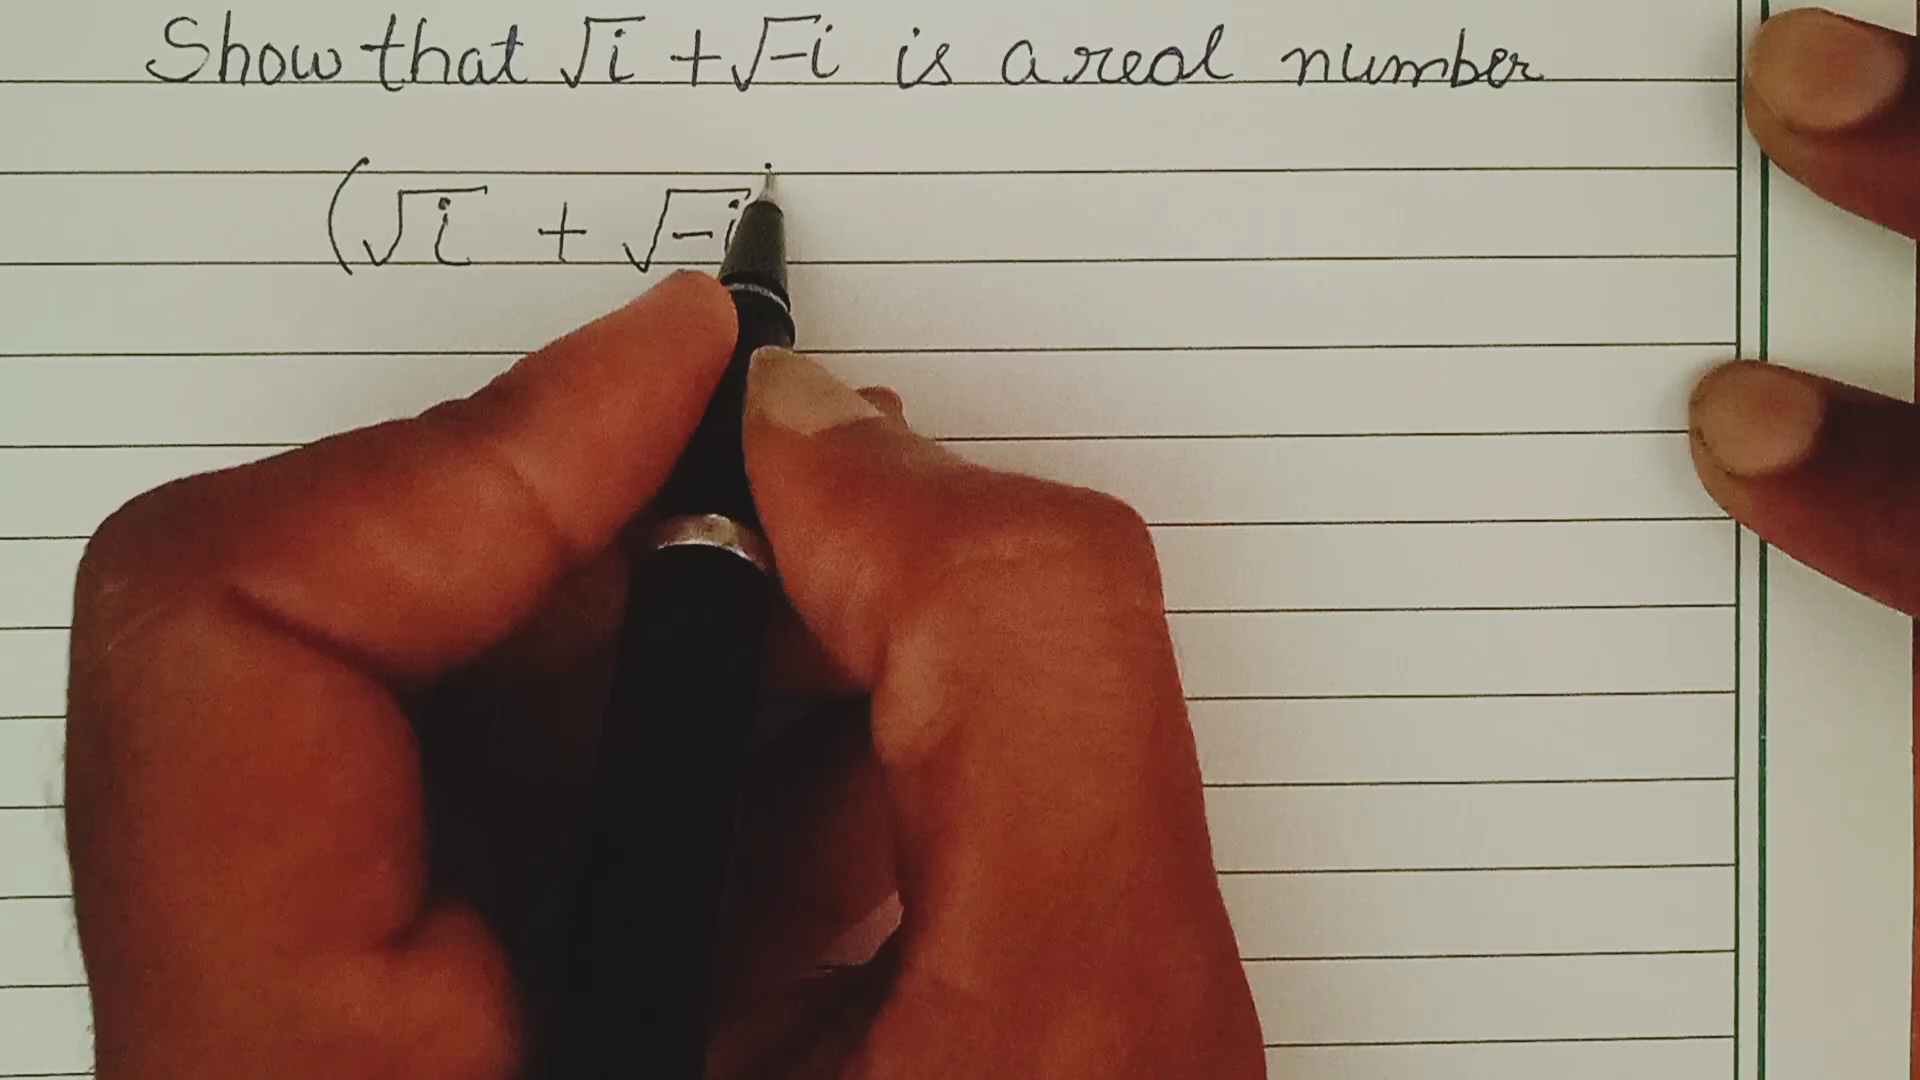 Show that √i + √-i is a real number
(√i + √-i